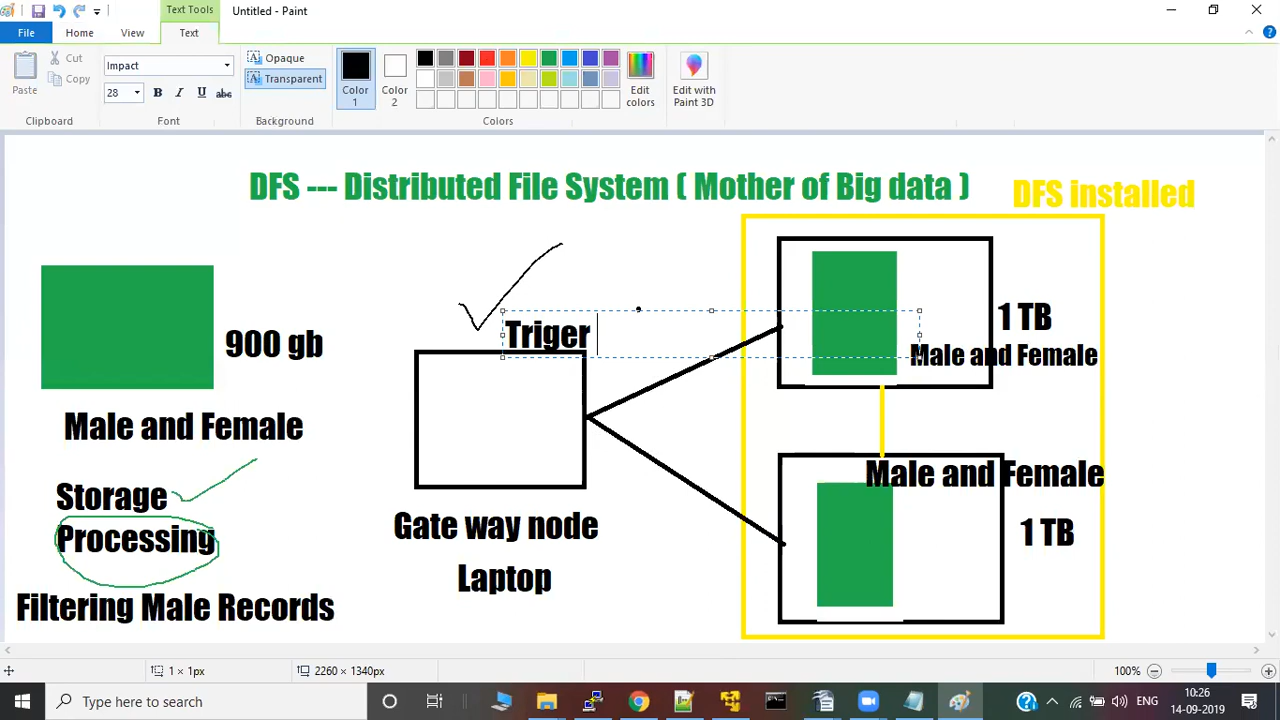 Text Tools
Untitled - Paint
File
Home
View
Text
Paste
Cut
Copy
Clipboard
Impact
28
B I U abc
Font
Opaque
Transparent
Background
Color 1
Color 2
Edit colors
Colors
Edit with Paint 3D
DFS --- Distributed File System ( Mother of Big data )
DFS installed
900 gb
Male and Female
Storage
Processing
Filtering Male Records
Triger
Gate way node
Laptop
1 TB
Male and Female
Male and Female
1 TB
1 × 1px
2260 × 1340px
100%
Type here to search
ENG
10:26
14-09-2019